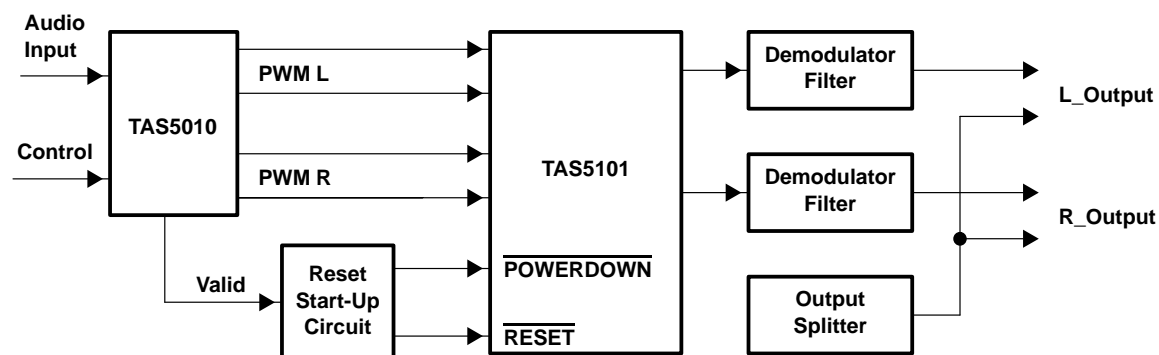 Audio
Input
PWM L
TAS5010
Control
PWM R
Valid
Reset
Start-Up
Circuit
TAS5101
POWERDOWN
RESET
Demodulator
Filter
L_Output
Demodulator
Filter
R_Output
Output
Splitter